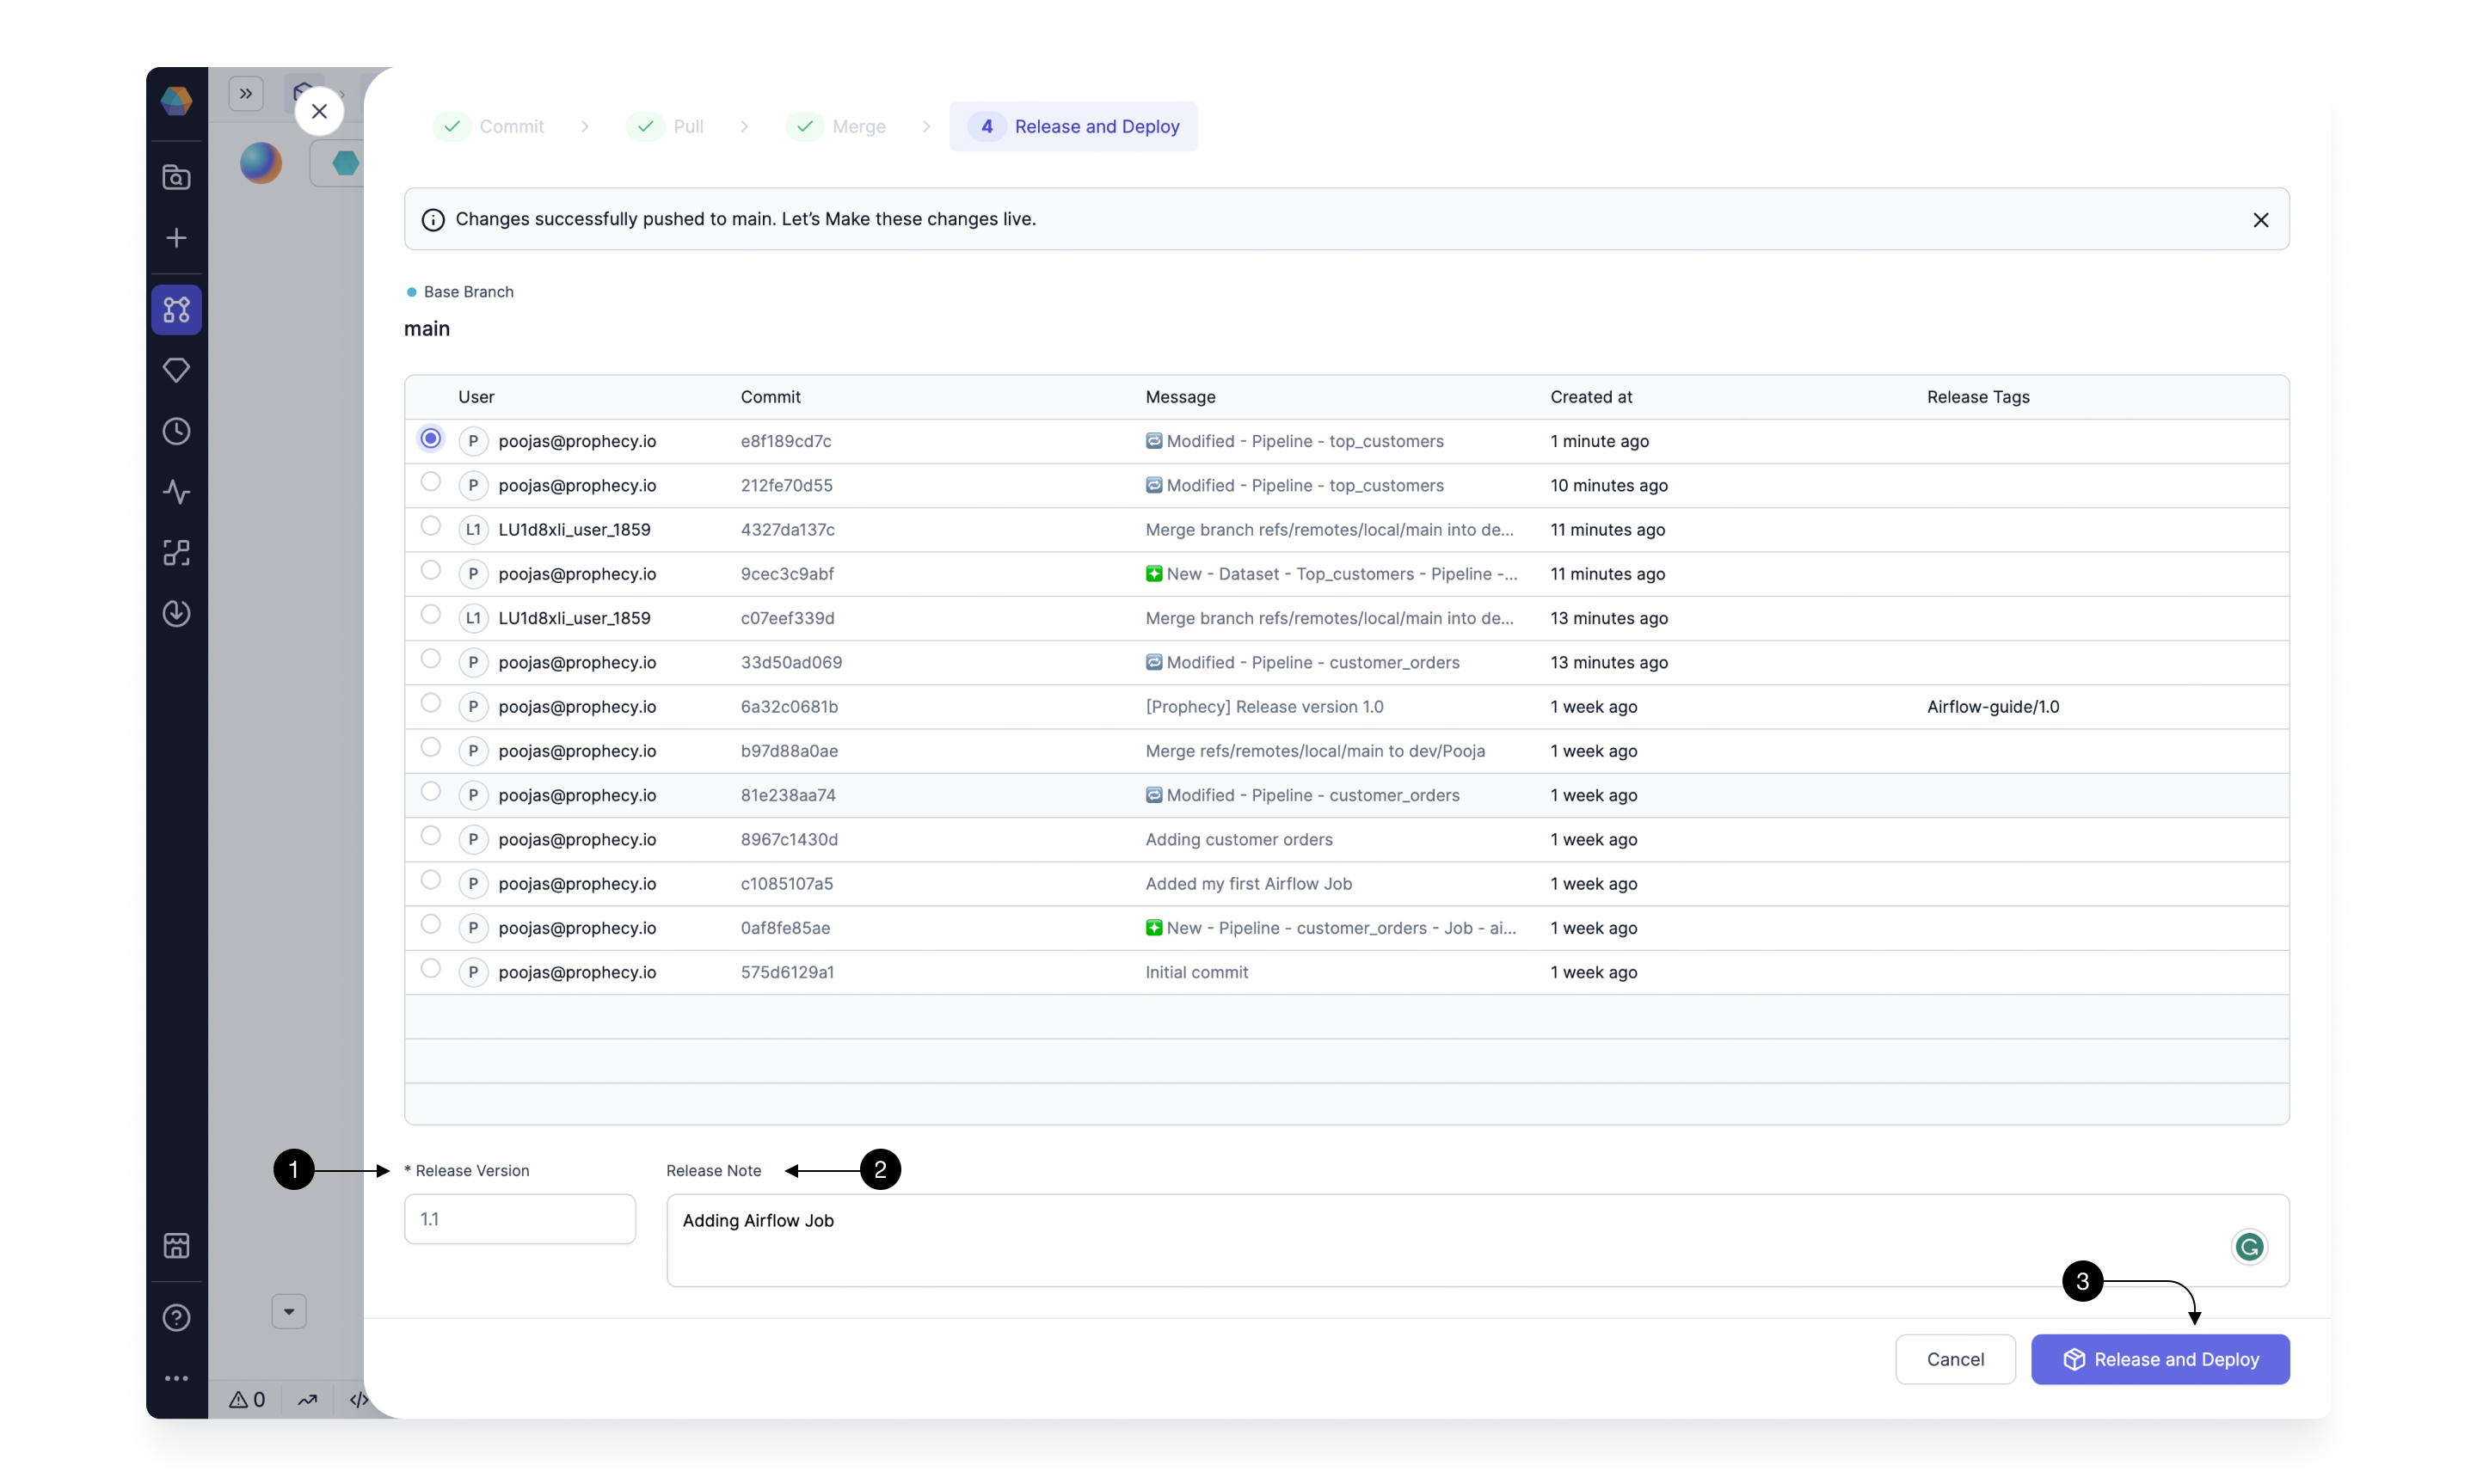 Commit Pull Merge 4 Release and Deploy
Changes successfully pushed to main. Let’s Make these changes live.
Base Branch
main
User Commit Message Created at Release Tags
P poojas@prophecy.io e8f189cd7c Modified - Pipeline - top_customers 1 minute ago
P poojas@prophecy.io 212fe70d55 Modified - Pipeline - top_customers 10 minutes ago
L1 LU1d8xli_user_1859 4327da137c Merge branch refs/remotes/local/main into de... 11 minutes ago
P poojas@prophecy.io 9cec3c9abf New - Dataset - Top_customers - Pipeline -... 11 minutes ago
L1 LU1d8xli_user_1859 c07eef339d Merge branch refs/remotes/local/main into de... 13 minutes ago
P poojas@prophecy.io 33d50ad069 Modified - Pipeline - customer_orders 13 minutes ago
P poojas@prophecy.io 6a32c0681b [Prophecy] Release version 1.0 1 week ago Airflow-guide/1.0
P poojas@prophecy.io b97d88a0ae Merge refs/remotes/local/main to dev/Pooja 1 week ago
P poojas@prophecy.io 81e238aa74 Modified - Pipeline - customer_orders 1 week ago
P poojas@prophecy.io 8967c1430d Adding customer orders 1 week ago
P poojas@prophecy.io c1085107a5 Added my first Airflow Job 1 week ago
P poojas@prophecy.io 0af8fe85ae New - Pipeline - customer_orders - Job - ai... 1 week ago
P poojas@prophecy.io 575d6129a1 Initial commit 1 week ago
1 * Release Version Release Note 2
1.1 Adding Airflow Job
3
Cancel Release and Deploy
0